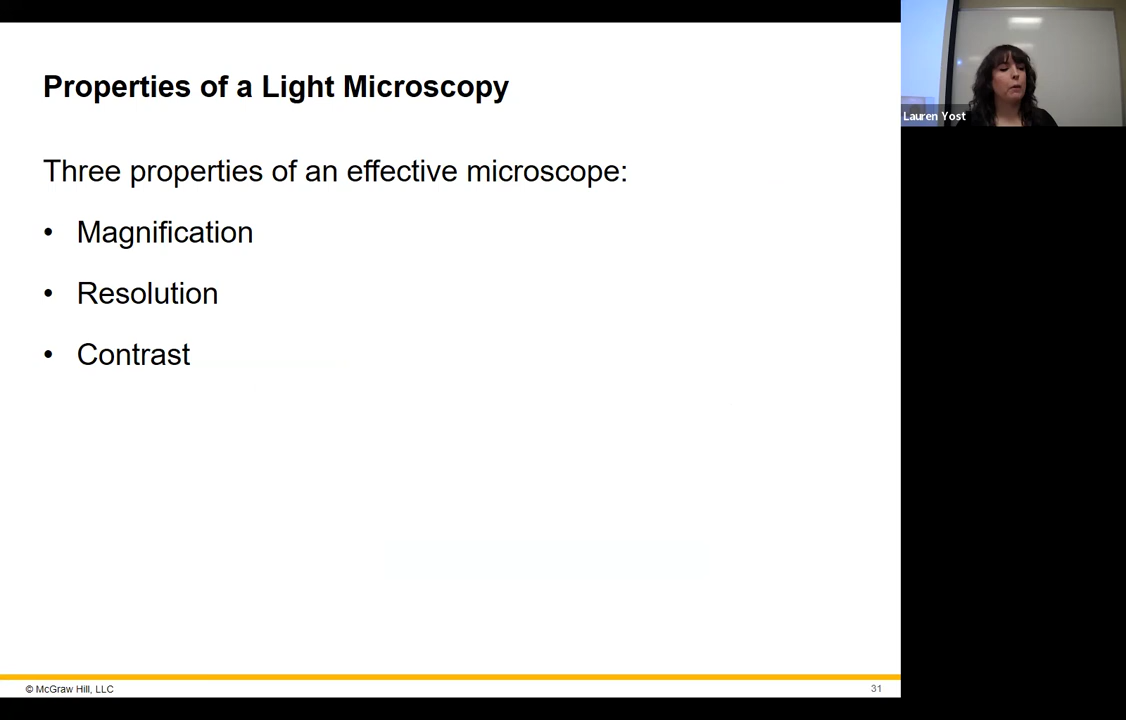 Properties of a Light Microscopy
Three properties of an effective microscope:
• Magnification
• Resolution
• Contrast
© McGraw Hill, LLC
31
Lauren Yost